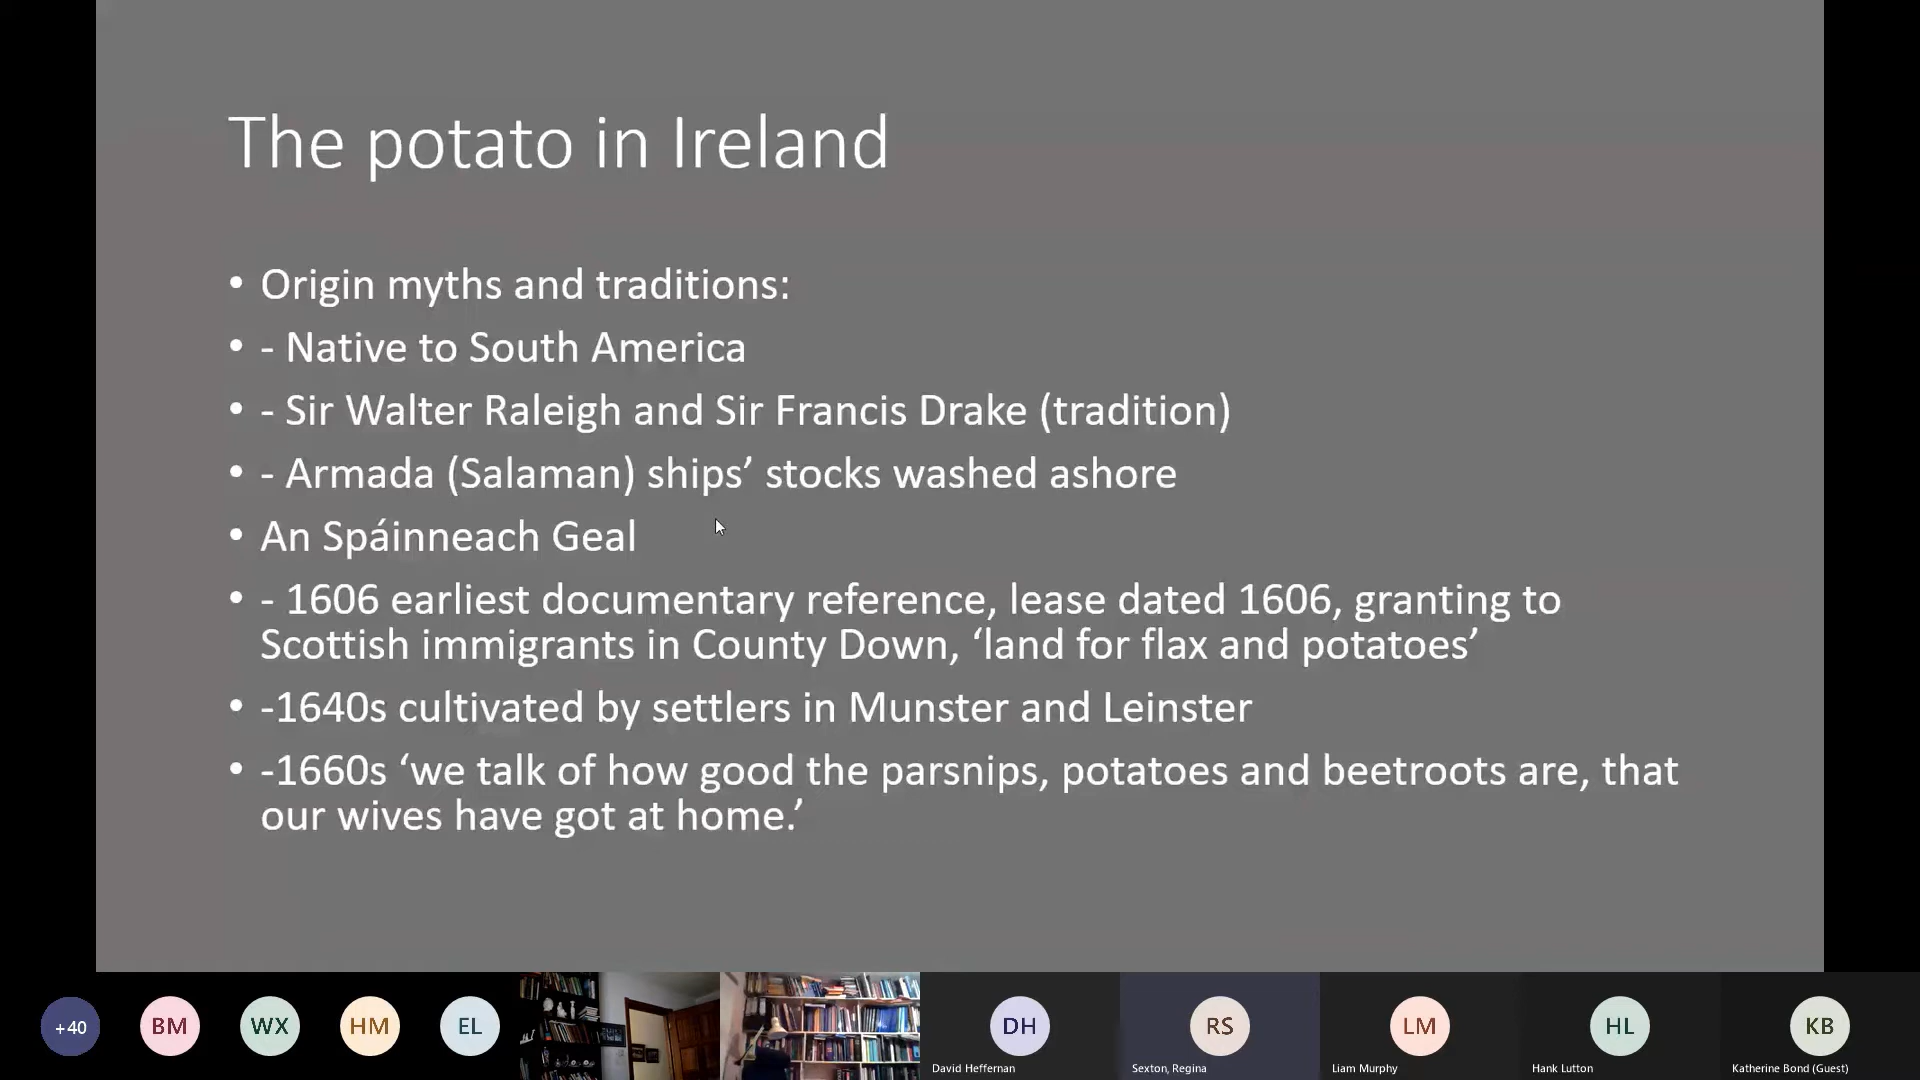 The potato in Ireland
• Origin myths and traditions:
• - Native to South America
• - Sir Walter Raleigh and Sir Francis Drake (tradition)
• - Armada (Salaman) ships’ stocks washed ashore
• An Spáinneach Geal
• - 1606 earliest documentary reference, lease dated 1606, granting to
Scottish immigrants in County Down, ‘land for flax and potatoes’
• -1640s cultivated by settlers in Munster and Leinster
• -1660s ‘we talk of how good the parsnips, potatoes and beetroots are, that
our wives have got at home.’
+40 BM WX HM EL DH RS LM HL KB
David Heffernan Sexton, Regina Liam Murphy Hank Lutton Katherine Bond (Guest)